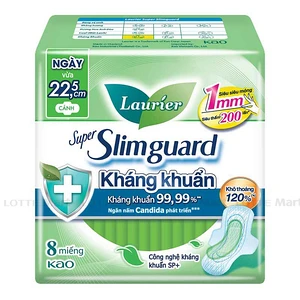 NGÀY
vừa
22,5cm
CÁNH
Laurier
Siêu siêu mỏng
1mm
Siêu thấm
200 lần
Super
Slimguard
Kháng khuẩn
Kháng khuẩn 99,99%**
Ngăn nấm Candida phát triển***
Khô thoáng
120%
8 miếng
Kao
Công nghệ kháng
khuẩn SP+
LOTTE
Mart